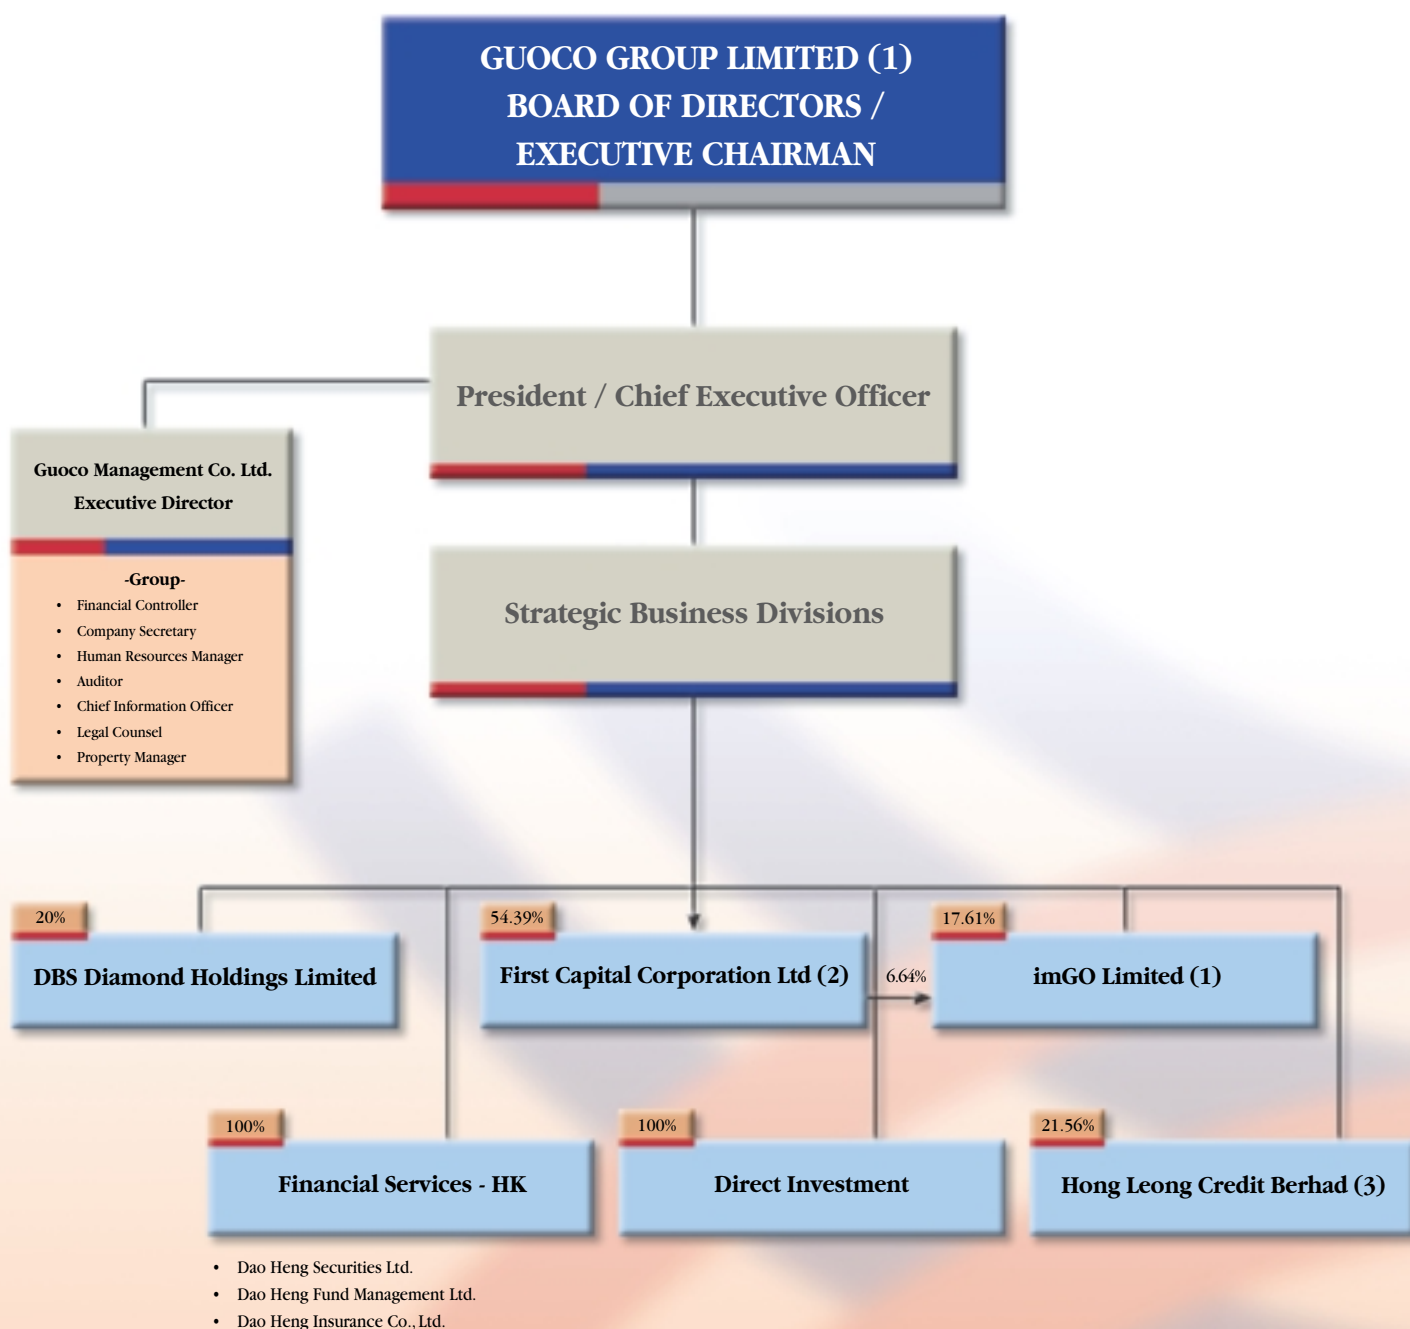 GUOCO GROUP LIMITED (1)
BOARD OF DIRECTORS /
EXECUTIVE CHAIRMAN
President / Chief Executive Officer
Guoco Management Co. Ltd.
Executive Director
-Group-
• Financial Controller
• Company Secretary
• Human Resources Manager
• Auditor
• Chief Information Officer
• Legal Counsel
• Property Manager
Strategic Business Divisions
20%
DBS Diamond Holdings Limited
54.39%
First Capital Corporation Ltd (2)
6.64%
17.61%
imGO Limited (1)
100%
Financial Services - HK
• Dao Heng Securities Ltd.
• Dao Heng Fund Management Ltd.
• Dao Heng Insurance Co., Ltd.
100%
Direct Investment
21.56%
Hong Leong Credit Berhad (3)